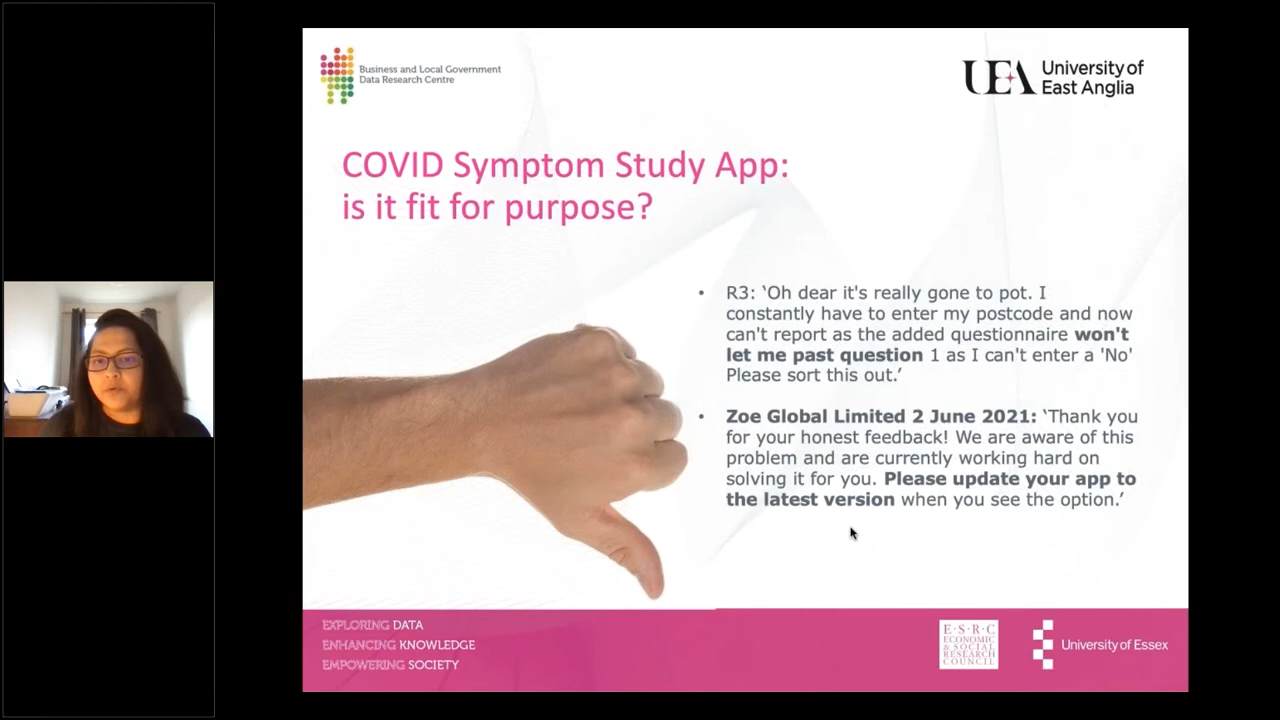 Business and Local Government
Data Research Centre
UEA University of
East Anglia
COVID Symptom Study App:
is it fit for purpose?
• R3: ‘Oh dear it's really gone to pot. I
constantly have to enter my postcode and now
can't report as the added questionnaire won't
let me past question 1 as I can't enter a 'No'
Please sort this out.’
• Zoe Global Limited 2 June 2021: ‘Thank you
for your honest feedback! We are aware of this
problem and are currently working hard on
solving it for you. Please update your app to
the latest version when you see the option.’
EXPLORING DATA
ENHANCING KNOWLEDGE
EMPOWERING SOCIETY
E·S·R·C
ECONOMIC
& SOCIAL
RESEARCH
COUNCIL
University of Essex